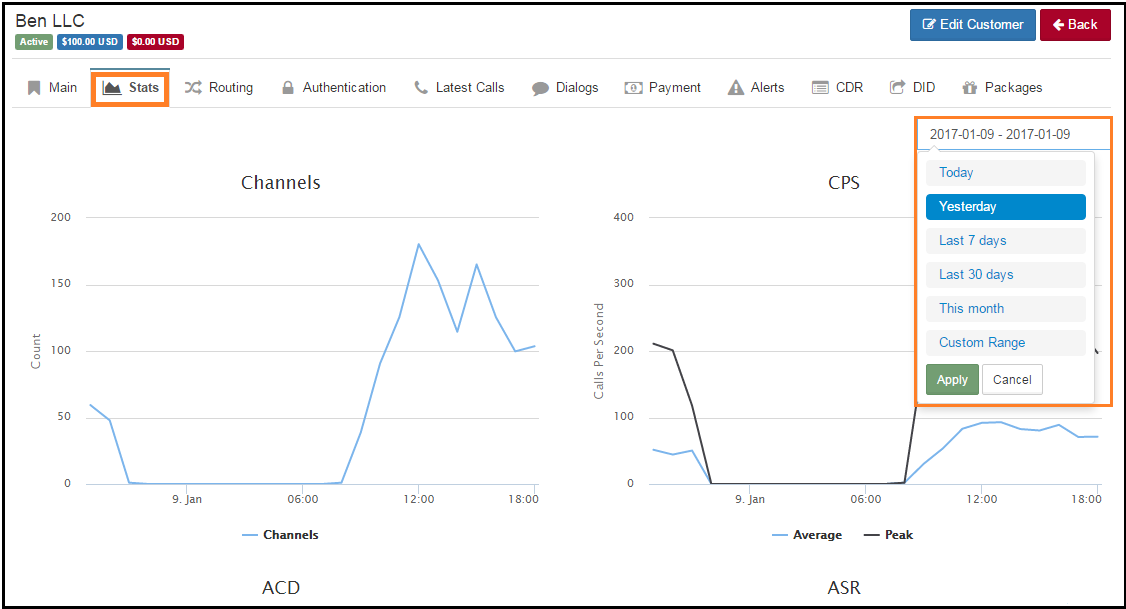 Ben LLC
Edit Customer
Back
Active $100.00 USD $0.00 USD
Main Stats Routing Authentication Latest Calls Dialogs Payment Alerts CDR DID Packages
2017-01-09 - 2017-01-09
Today
Yesterday
Last 7 days
Last 30 days
This month
Custom Range
Apply Cancel
Channels
200
150
100
50
0
Count
9. Jan 06:00 12:00 18:00
Channels
CPS
400
300
200
100
0
Calls Per Second
9. Jan 06:00 12:00 18:00
Average Peak
ACD
ASR